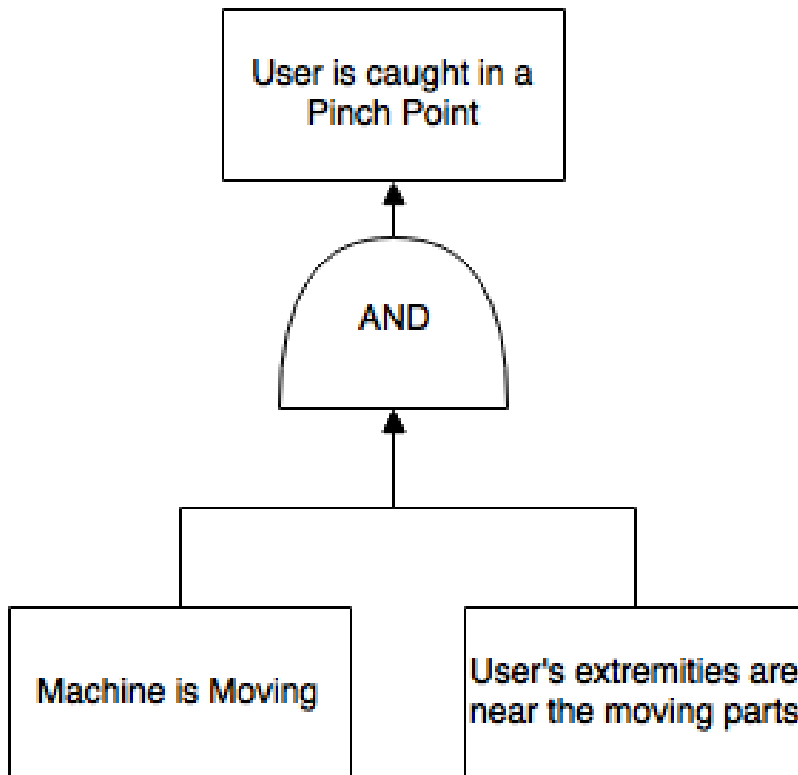 User is caught in a
Pinch Point
AND
Machine is Moving
User's extremities are
near the moving parts